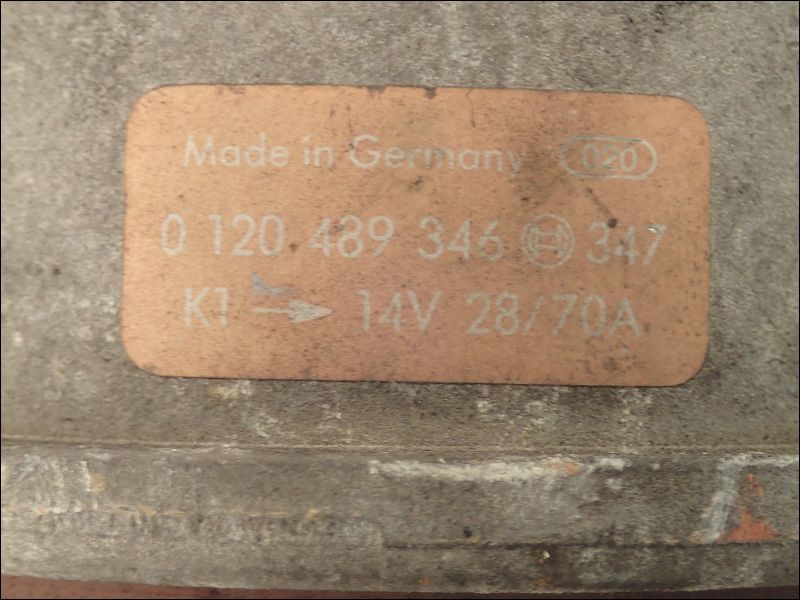 Made in Germany 020
0 120 489 346 347
K1 → 14V 28/70A